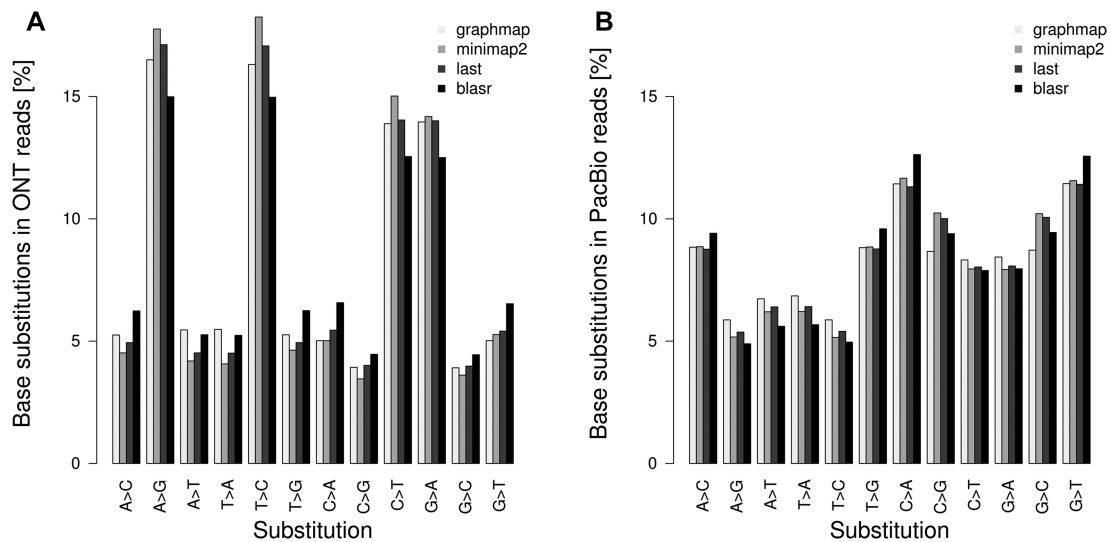 A
Base substitutions in ONT reads [%]
graphmap
minimap2
last
blasr
15
10
5
0
A>C
A>G
A>T
T>A
T>C
T>G
C>A
C>G
C>T
G>A
G>C
G>T
Substitution
B
Base substitutions in PacBio reads [%]
graphmap
minimap2
last
blasr
15
10
5
0
A>C
A>G
A>T
T>A
T>C
T>G
C>A
C>G
C>T
G>A
G>C
G>T
Substitution